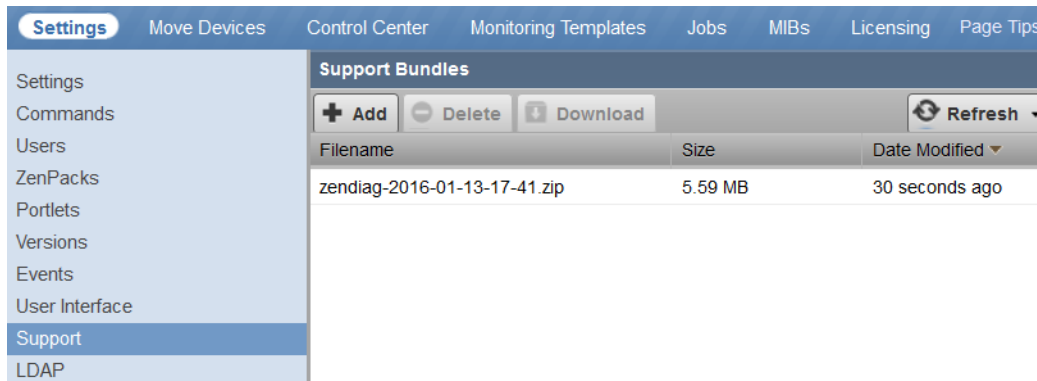 Settings Move Devices Control Center Monitoring Templates Jobs MIBs Licensing Page Tips
Settings
Commands
Users
ZenPacks
Portlets
Versions
Events
User Interface
Support
LDAP
Support Bundles
Add Delete Download Refresh
Filename Size Date Modified
zendiag-2016-01-13-17-41.zip 5.59 MB 30 seconds ago